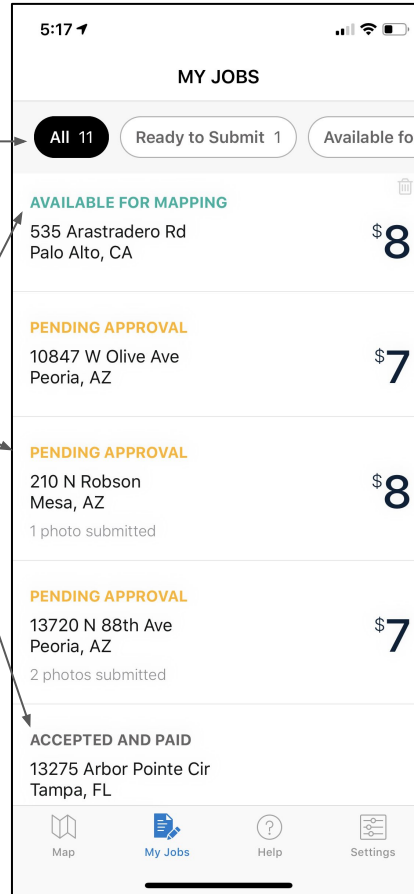 5:17
MY JOBS
All 11
Ready to Submit 1
Available fo
AVAILABLE FOR MAPPING
535 Arastradero Rd
Palo Alto, CA
$8
PENDING APPROVAL
10847 W Olive Ave
Peoria, AZ
$7
PENDING APPROVAL
210 N Robson
Mesa, AZ
$8
1 photo submitted
PENDING APPROVAL
13720 N 88th Ave
Peoria, AZ
$7
2 photos submitted
ACCEPTED AND PAID
13275 Arbor Pointe Cir
Tampa, FL
Map
My Jobs
Help
Settings